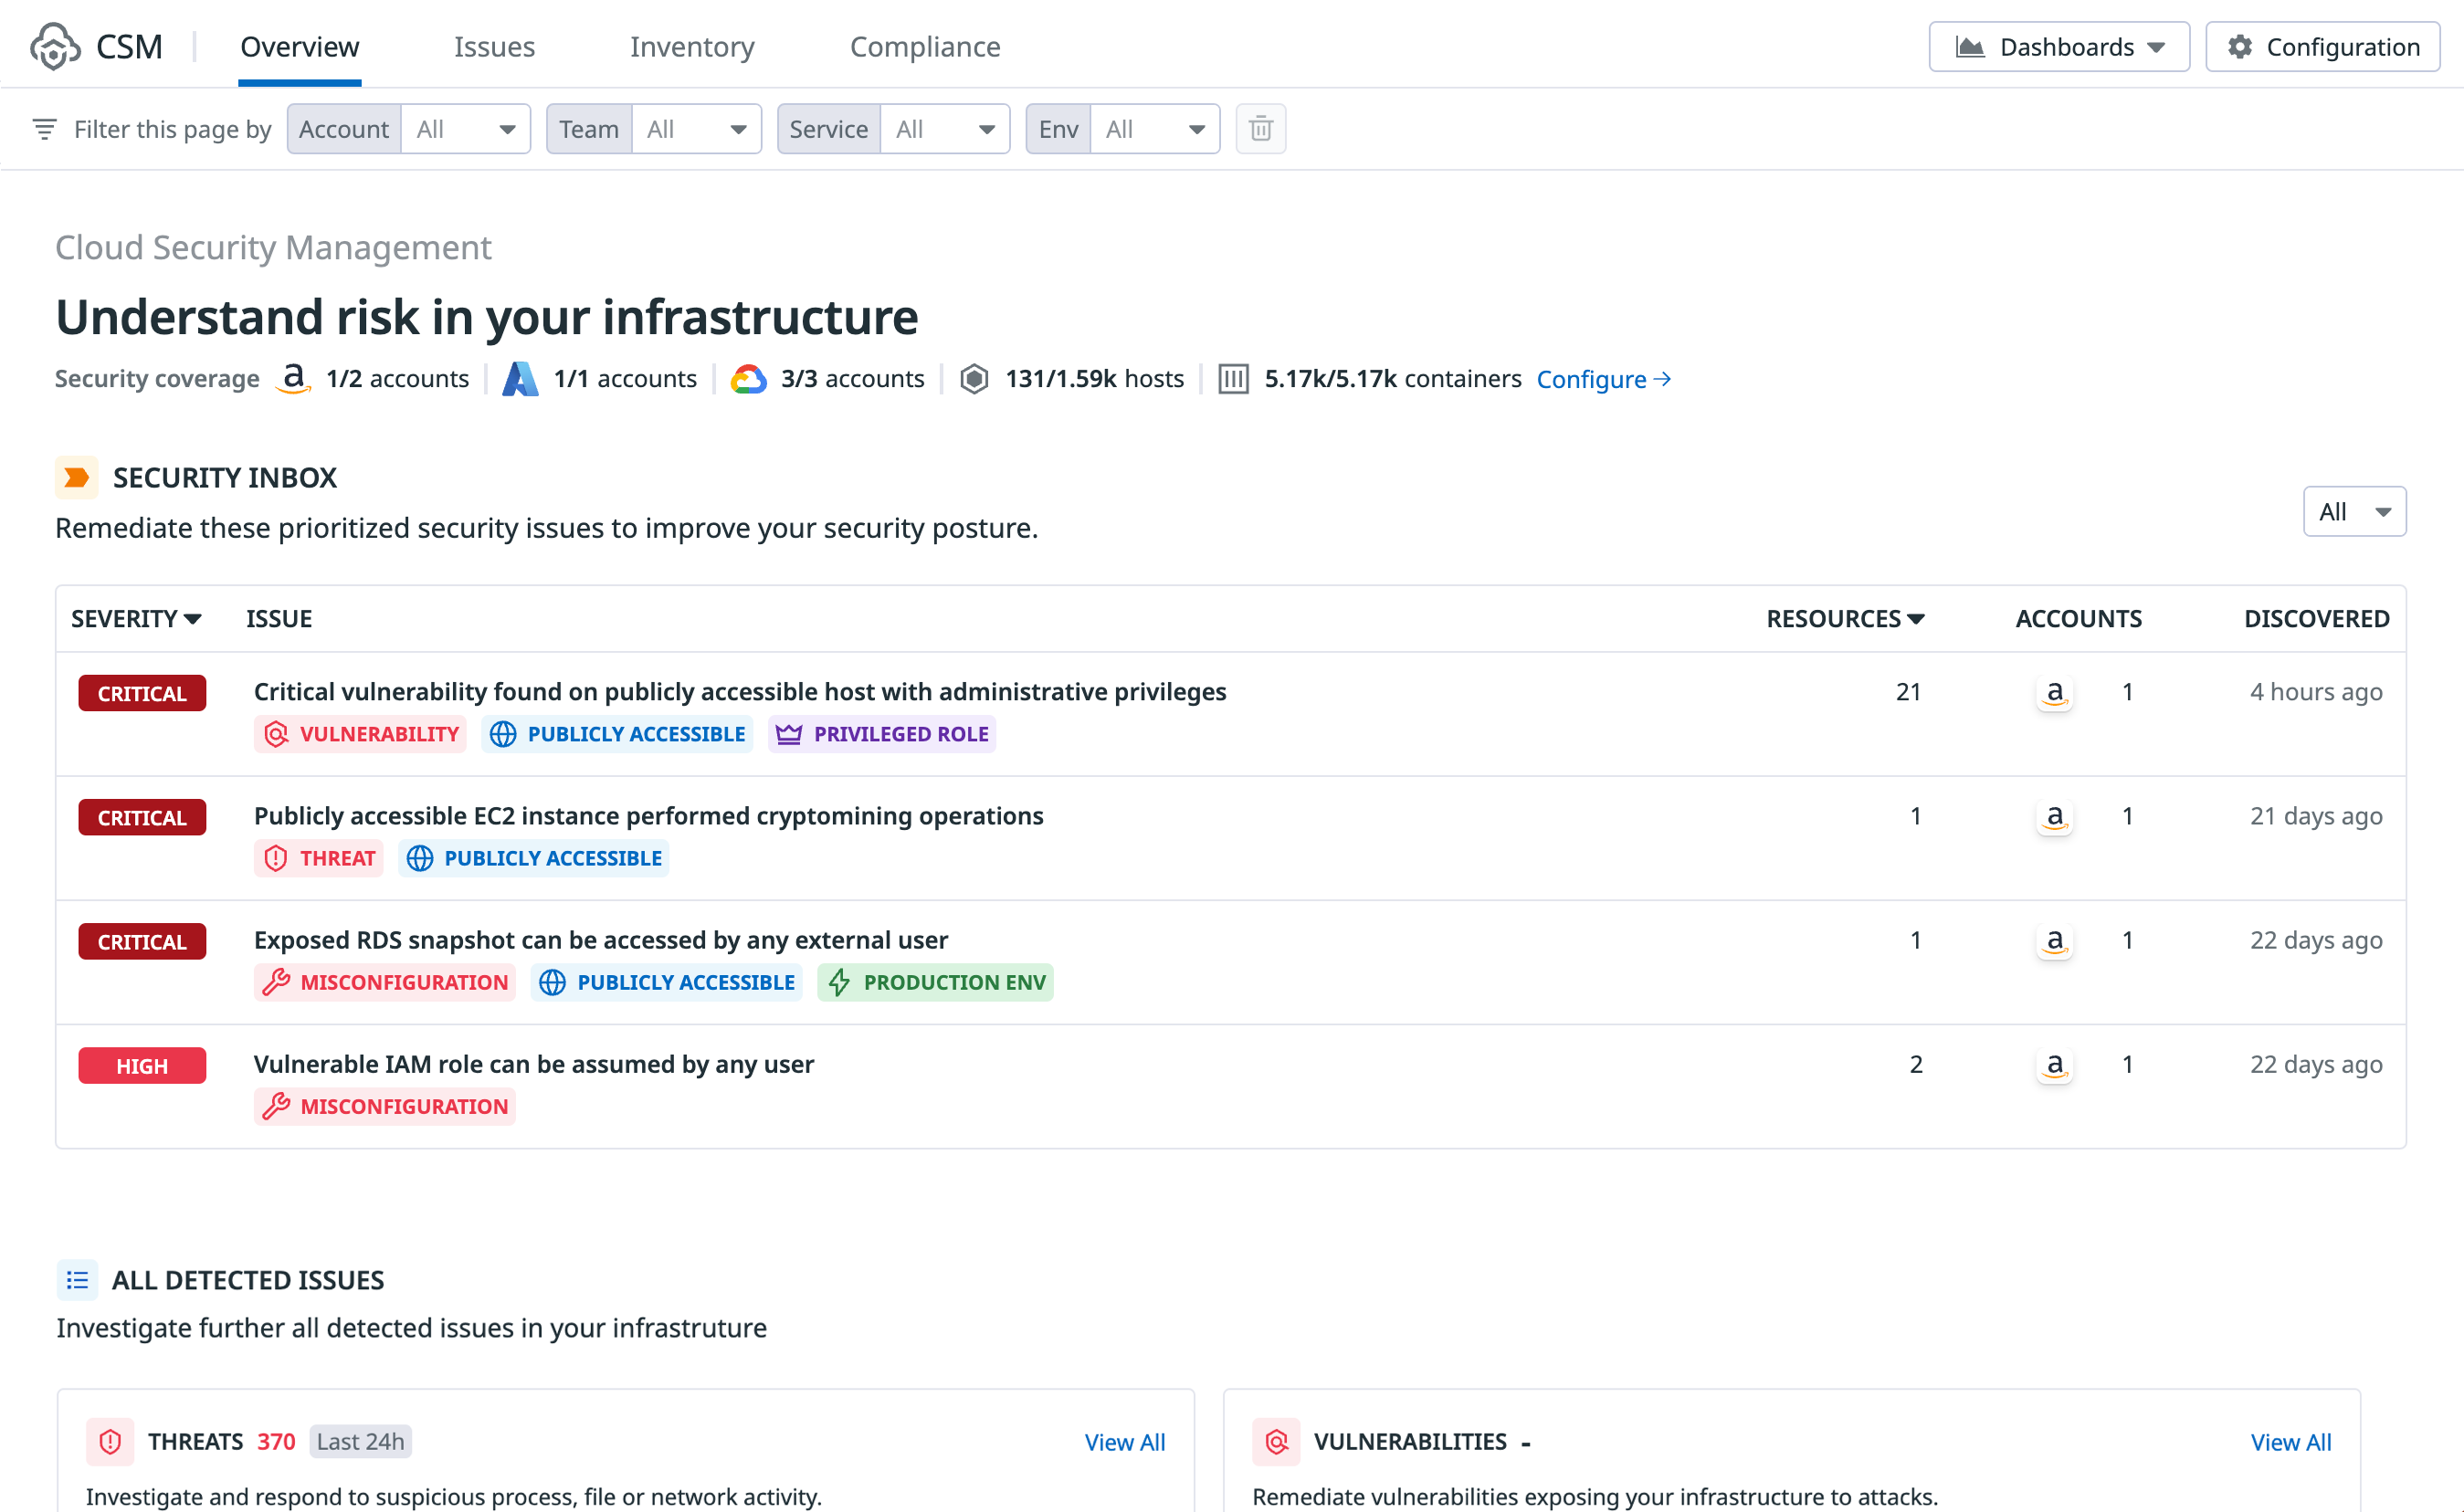 CSM Overview Issues Inventory Compliance Dashboards Configuration
Filter this page by Account All Team All Service All Env All
Cloud Security Management
Understand risk in your infrastructure
Security coverage 1/2 accounts 1/1 accounts 3/3 accounts 131/1.59k hosts 5.17k/5.17k containers Configure →
SECURITY INBOX
Remediate these prioritized security issues to improve your security posture.
All
SEVERITY ISSUE RESOURCES ACCOUNTS DISCOVERED
CRITICAL Critical vulnerability found on publicly accessible host with administrative privileges 21 1 4 hours ago
VULNERABILITY PUBLICLY ACCESSIBLE PRIVILEGED ROLE
CRITICAL Publicly accessible EC2 instance performed cryptomining operations 1 1 21 days ago
THREAT PUBLICLY ACCESSIBLE
CRITICAL Exposed RDS snapshot can be accessed by any external user 1 1 22 days ago
MISCONFIGURATION PUBLICLY ACCESSIBLE PRODUCTION ENV
HIGH Vulnerable IAM role can be assumed by any user 2 1 22 days ago
MISCONFIGURATION
ALL DETECTED ISSUES
Investigate further all detected issues in your infrastruture
THREATS 370 Last 24h View All
Investigate and respond to suspicious process, file or network activity.
VULNERABILITIES - View All
Remediate vulnerabilities exposing your infrastructure to attacks.